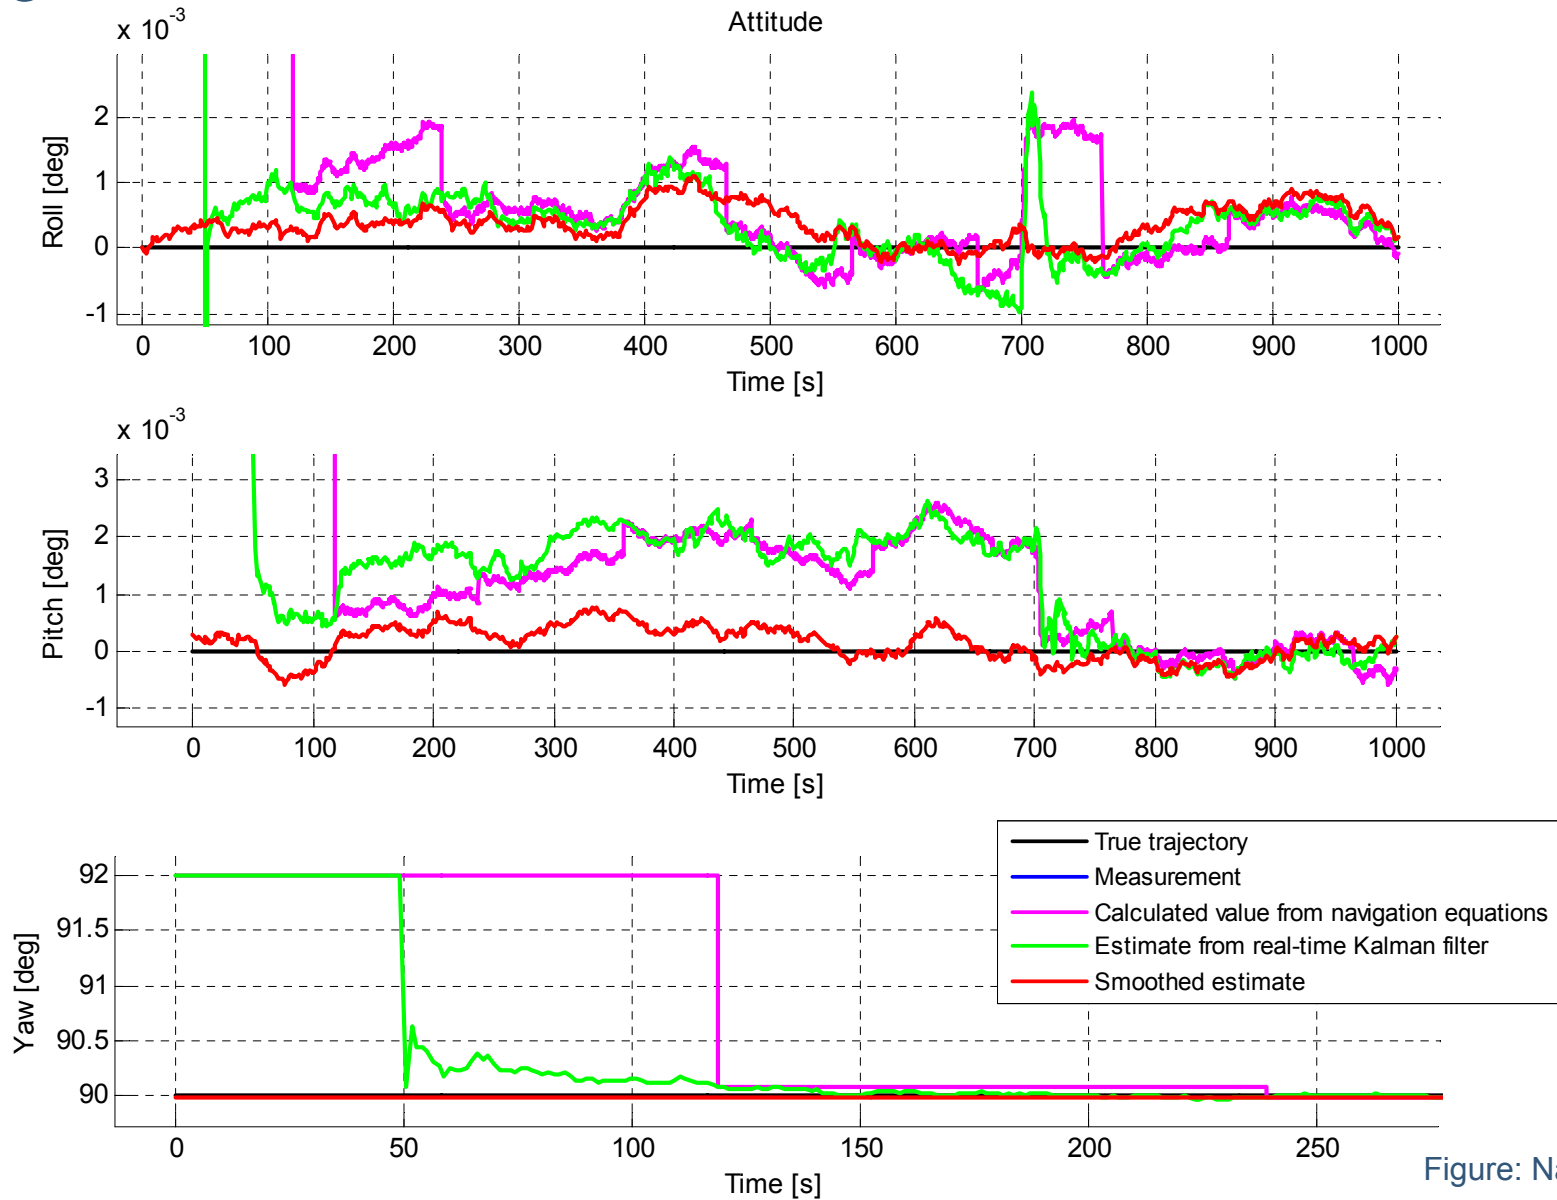 Attitude
x 10-3
Roll [deg]
2
1
0
-1
0 100 200 300 400 500 600 700 800 900 1000
Time [s]
x 10-3
Pitch [deg]
3
2
1
0
-1
0 100 200 300 400 500 600 700 800 900 1000
Time [s]
Yaw [deg]
92
91.5
91
90.5
90
0 50 100 150 200 250
Time [s]
True trajectory
Measurement
Calculated value from navigation equations
Estimate from real-time Kalman filter
Smoothed estimate
Figure: